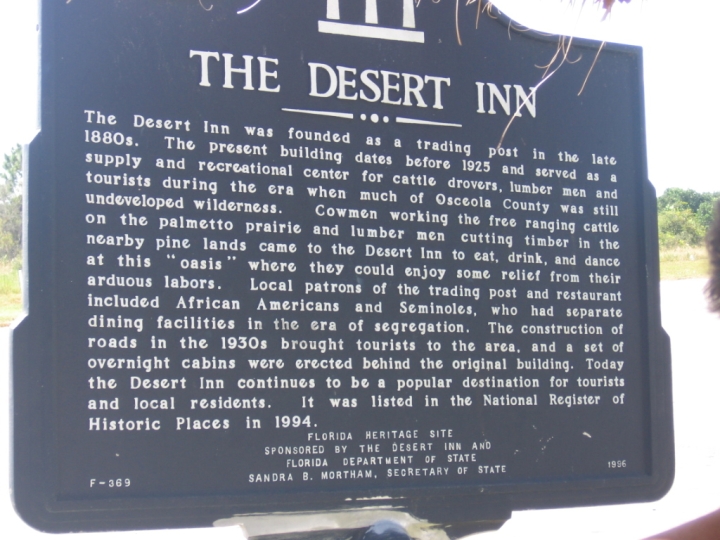 THE DESERT INN
The Desert Inn was founded as a trading post in the late
1880s. The present building dates before 1925 and served as a
supply and recreational center for cattle drovers, lumber men and
tourists during the era when much of Osceola County was still
undeveloped wilderness. Cowmen working the free ranging cattle
on the palmetto prairie and lumber men cutting timber in the
nearby pine lands came to the Desert Inn to eat, drink, and dance
at this "oasis" where they could enjoy some relief from their
arduous labors. Local patrons of the trading post and restaurant
included African Americans and Seminoles, who had separate
dining facilities in the era of segregation. The construction of
roads in the 1930s brought tourists to the area, and a set of
overnight cabins were erected behind the original building. Today
the Desert Inn continues to be a popular destination for tourists
and local residents. It was listed in the National Register of
Historic Places in 1994.
FLORIDA HERITAGE SITE
SPONSORED BY THE DESERT INN AND
FLORIDA DEPARTMENT OF STATE
SANDRA B. MORTHAM, SECRETARY OF STATE
F-369
1996